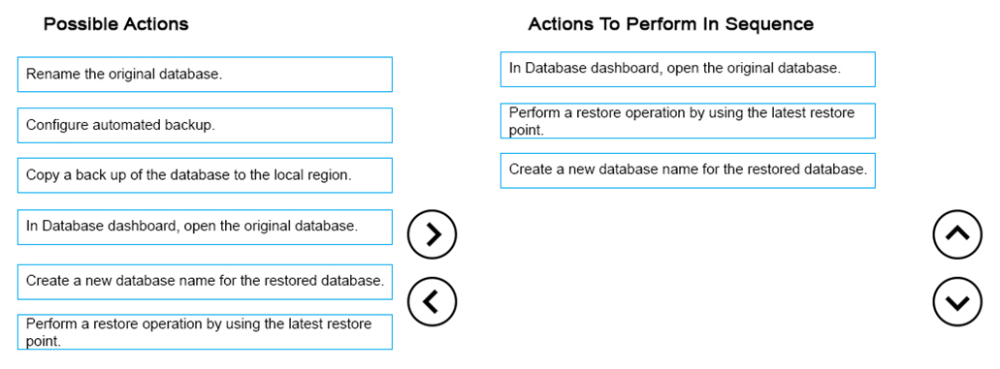 Possible Actions
Rename the original database.
Configure automated backup.
Copy a back up of the database to the local region.
In Database dashboard, open the original database.
Create a new database name for the restored database.
Perform a restore operation by using the latest restore
point.
Actions To Perform In Sequence
In Database dashboard, open the original database.
Perform a restore operation by using the latest restore
point.
Create a new database name for the restored database.